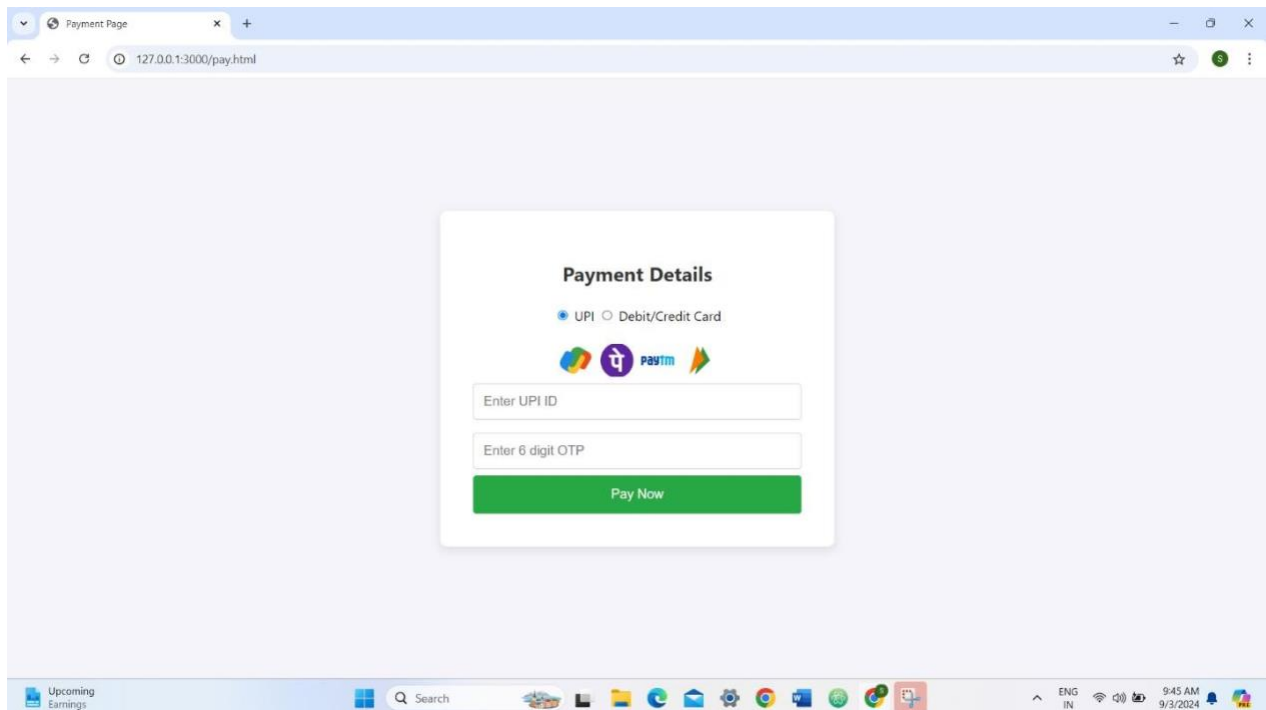 Payment Page
127.0.0.1:3000/pay.html
S
Payment Details
UPI Debit/Credit Card
पे paytm
Enter UPI ID
Enter 6 digit OTP
Pay Now
Upcoming
Earnings
Search
ENG
IN
9:45 AM
9/3/2024
PRE